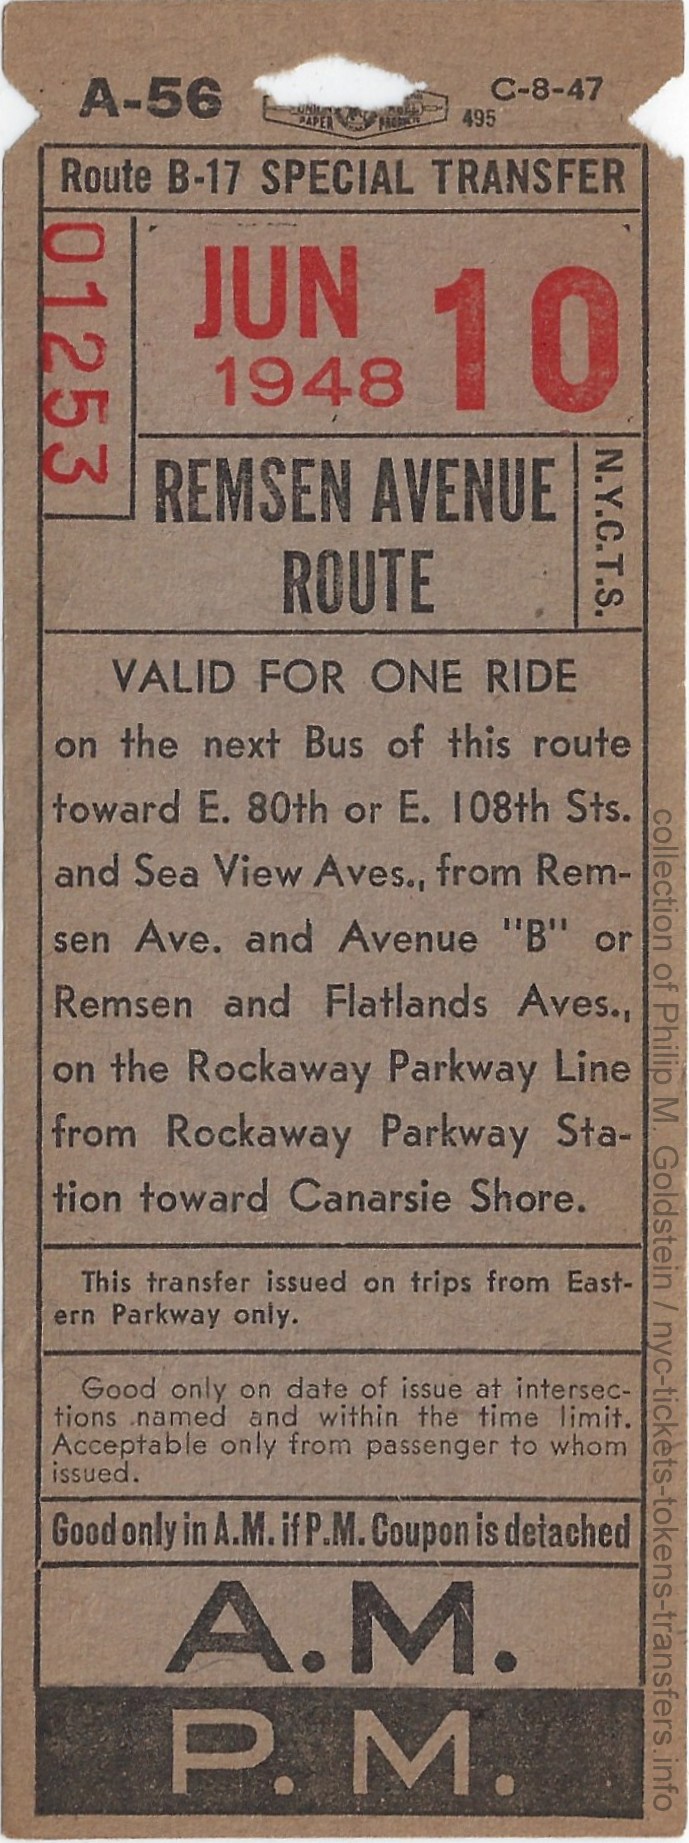 A-56
C-8-47
UNION
PAPER PRODUCTS
495
Route B-17 SPECIAL TRANSFER
01253
JUN 10
1948
REMSEN AVENUE
ROUTE
N.Y.C.T.S.
VALID FOR ONE RIDE
on the next Bus of this route
toward E. 80th or E. 108th Sts.
and Sea View Aves., from Rem-
sen Ave. and Avenue "B" or
Remsen and Flatlands Aves.,
on the Rockaway Parkway Line
from Rockaway Parkway Sta-
tion toward Canarsie Shore.
This transfer issued on trips from East-
ern Parkway only.
Good only on date of issue at intersec-
tions named and within the time limit.
Acceptable only from passenger to whom
issued.
Good only in A.M. if P.M. Coupon is detached
A.M.
P.M.
collection of Philip M. Goldstein / nyc-tickets-tokens-transfers.info